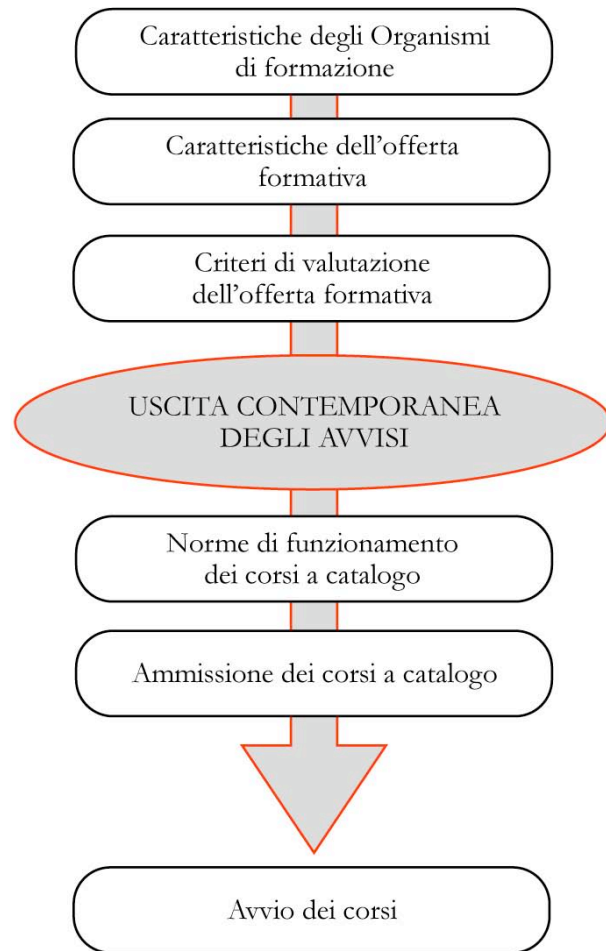 Caratteristiche degli Organismi
di formazione
Caratteristiche dell’offerta
formativa
Criteri di valutazione
dell’offerta formativa
USCITA CONTEMPORANEA
DEGLI AVVISI
Norme di funzionamento
dei corsi a catalogo
Ammissione dei corsi a catalogo
Avvio dei corsi